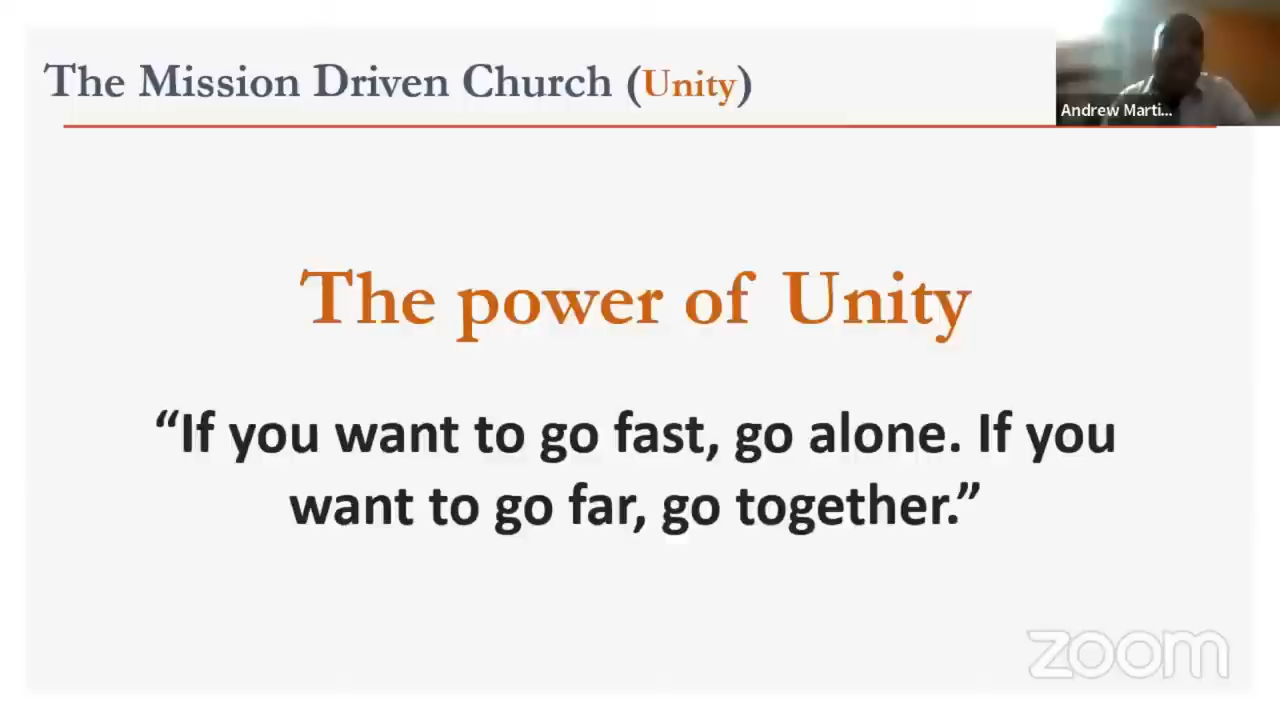 The Mission Driven Church (Unity)
Andrew Marti...
The power of Unity
“If you want to go fast, go alone. If you
want to go far, go together.”
zoom